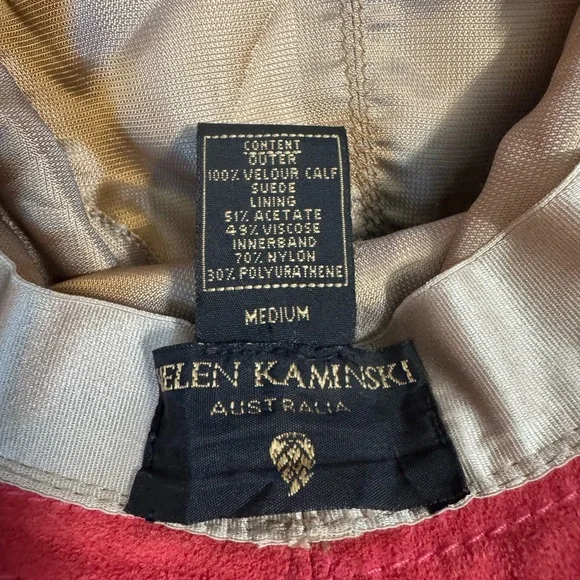 CONTENT
OUTER
100% VELOUR CALF
SUEDE
LINING
51% ACETATE
49% VISCOSE
INNERBAND
70% NYLON
30% POLYURATHENE
MEDIUM
ELEN KAMINSKI
AUSTRALIA